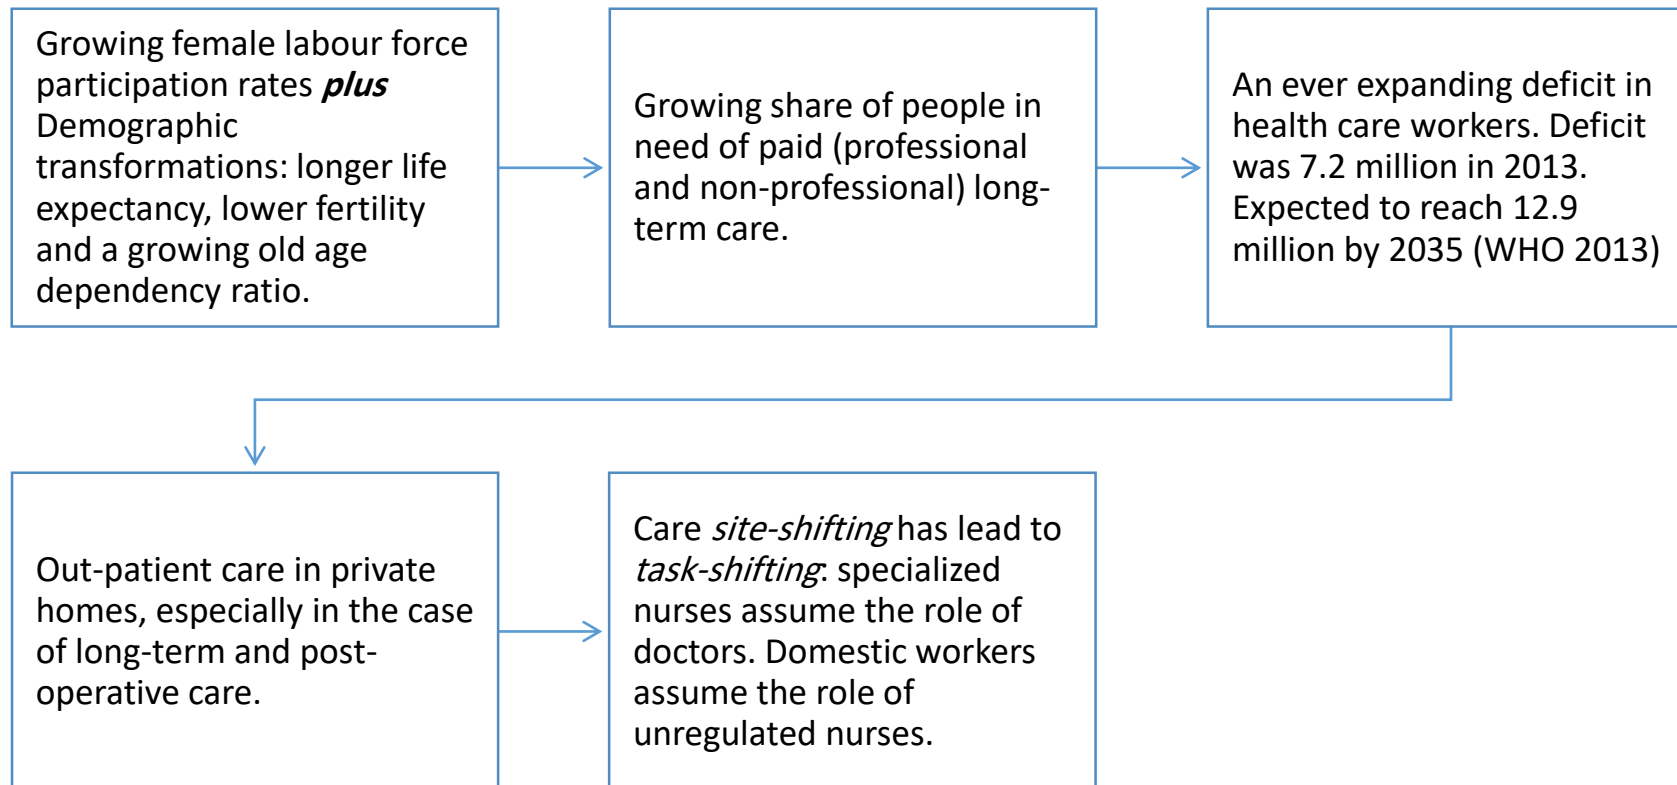 Growing female labour force
participation rates plus
Demographic
transformations: longer life
expectancy, lower fertility
and a growing old age
dependency ratio.
Growing share of people in
need of paid (professional
and non-professional) long-
term care.
An ever expanding deficit in
health care workers. Deficit
was 7.2 million in 2013.
Expected to reach 12.9
million by 2035 (WHO 2013)
Out-patient care in private
homes, especially in the case
of long-term and post-
operative care.
Care site-shifting has lead to
task-shifting: specialized
nurses assume the role of
doctors. Domestic workers
assume the role of
unregulated nurses.